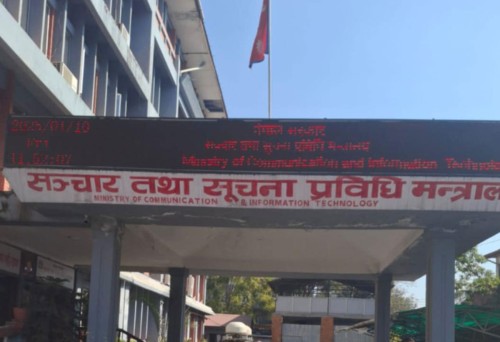 नेपाल सरकार
सञ्चार तथा सूचना प्रविधि मन्त्रालय
Ministry of Communication and Information Technolo
सञ्चार तथा सूचना प्रविधि मन्त्राल
MINISTRY OF COMMUNICATION & INFORMATION TECHNOLOGY